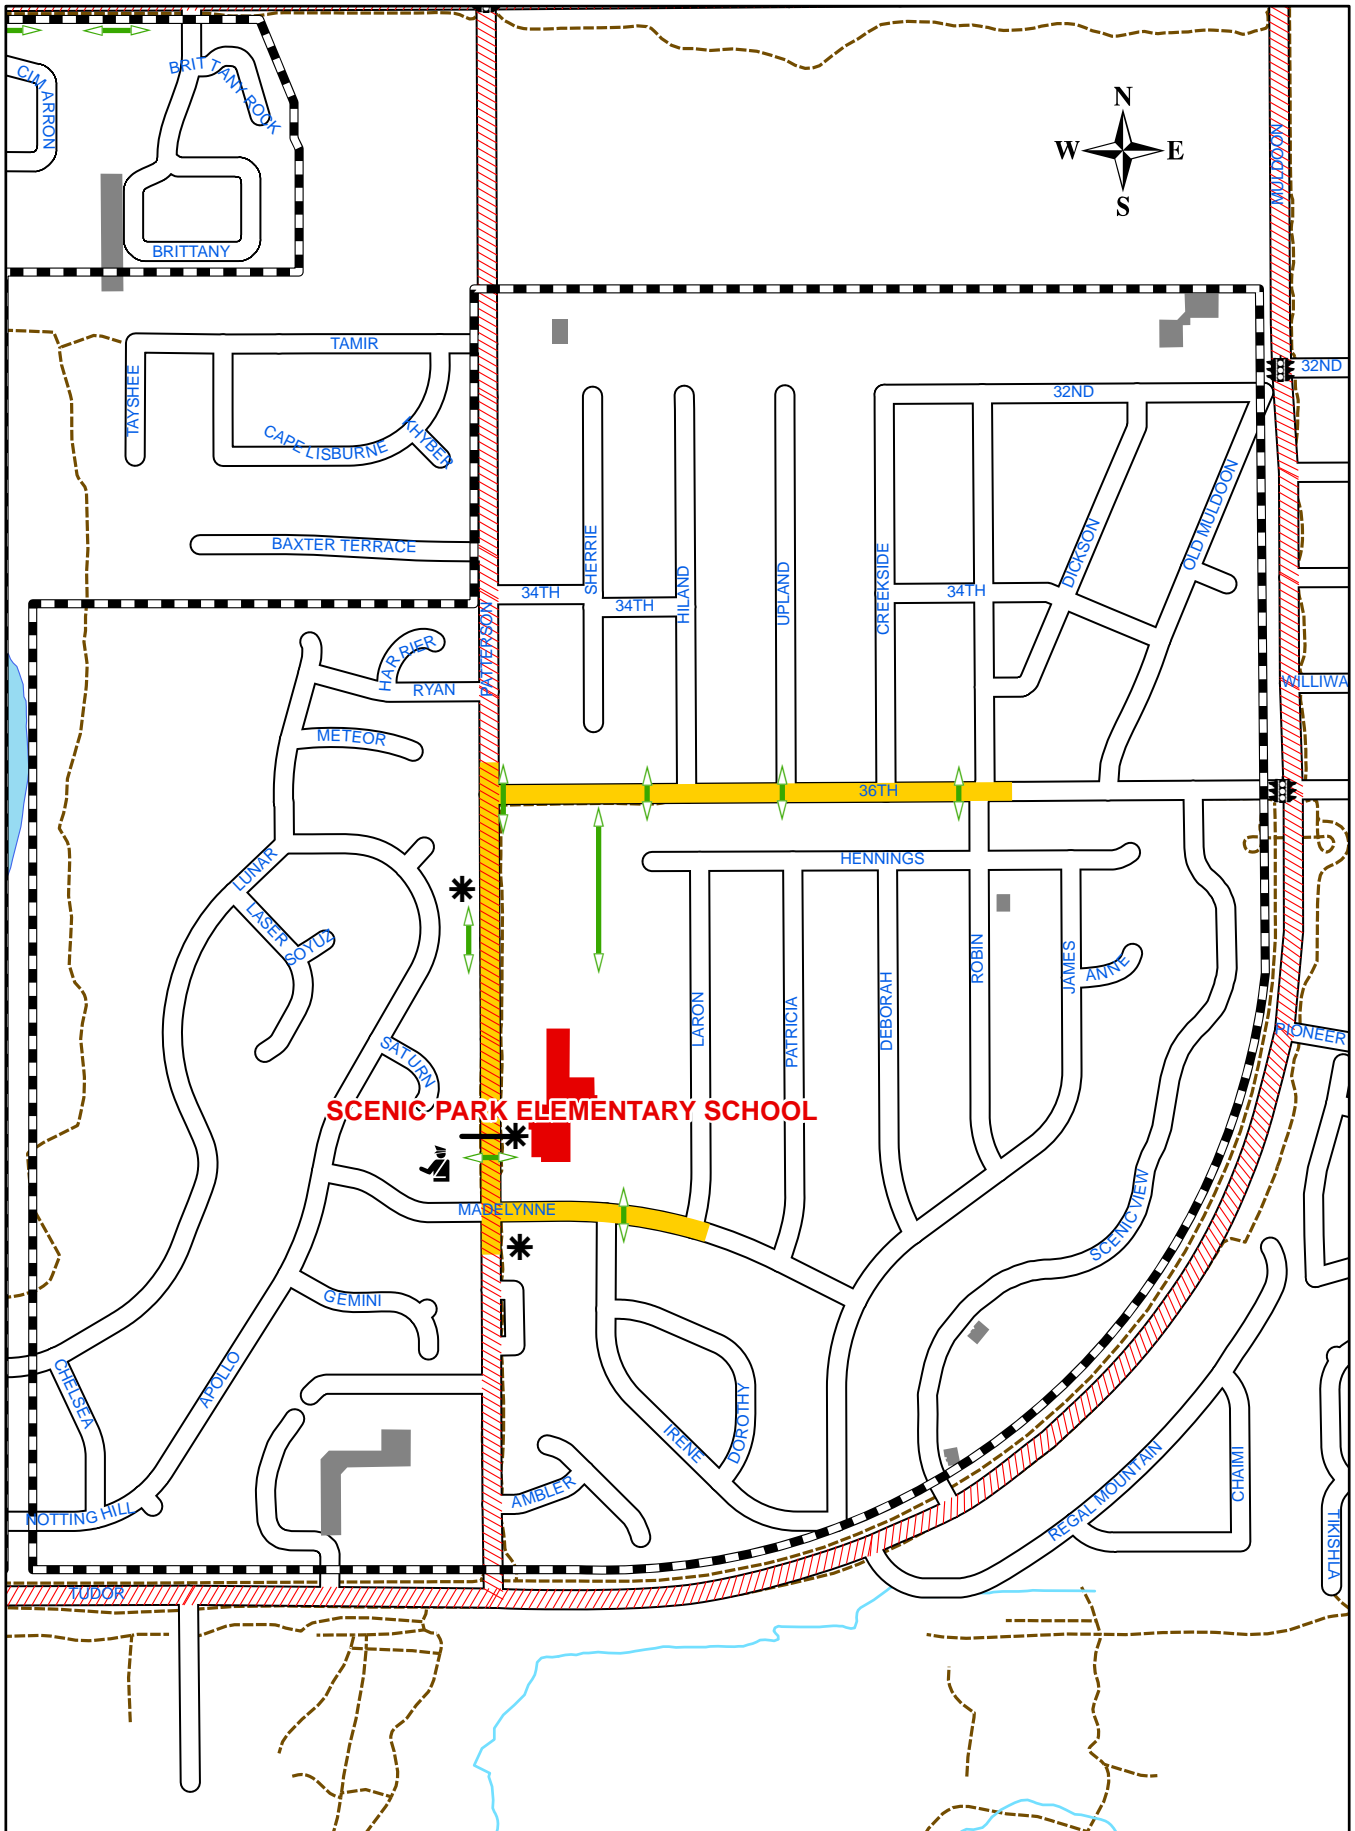 CIMARRON
BRITTANY ROCK
BRITTANY
N
W E
S
MULDOON
TAMIR
TAYSHEE
CAPE LISBURNE
KHYBER
BAXTER TERRACE
32ND
32ND
SHERRIE
34TH
34TH
HILAND
UPLAND
CREEKSIDE
34TH
DICKSON
OLD MULDOON
PATTERSON
HARRIER
RYAN
METEOR
WILLIWA
36TH
HENNINGS
LUNAR
LASER
SOYUZ
SATURN
LARON
PATRICIA
DEBORAH
ROBIN
JAMES
ANNE
PIONEER
SCENIC PARK ELEMENTARY SCHOOL
MADELYNNE
SCENIC VIEW
GEMINI
CHELSEA
APOLLO
IRENE
DOROTHY
AMBLER
NOTTING HILL
REGAL MOUNTAIN
CHAIMI
TIKISHLA
TUDOR